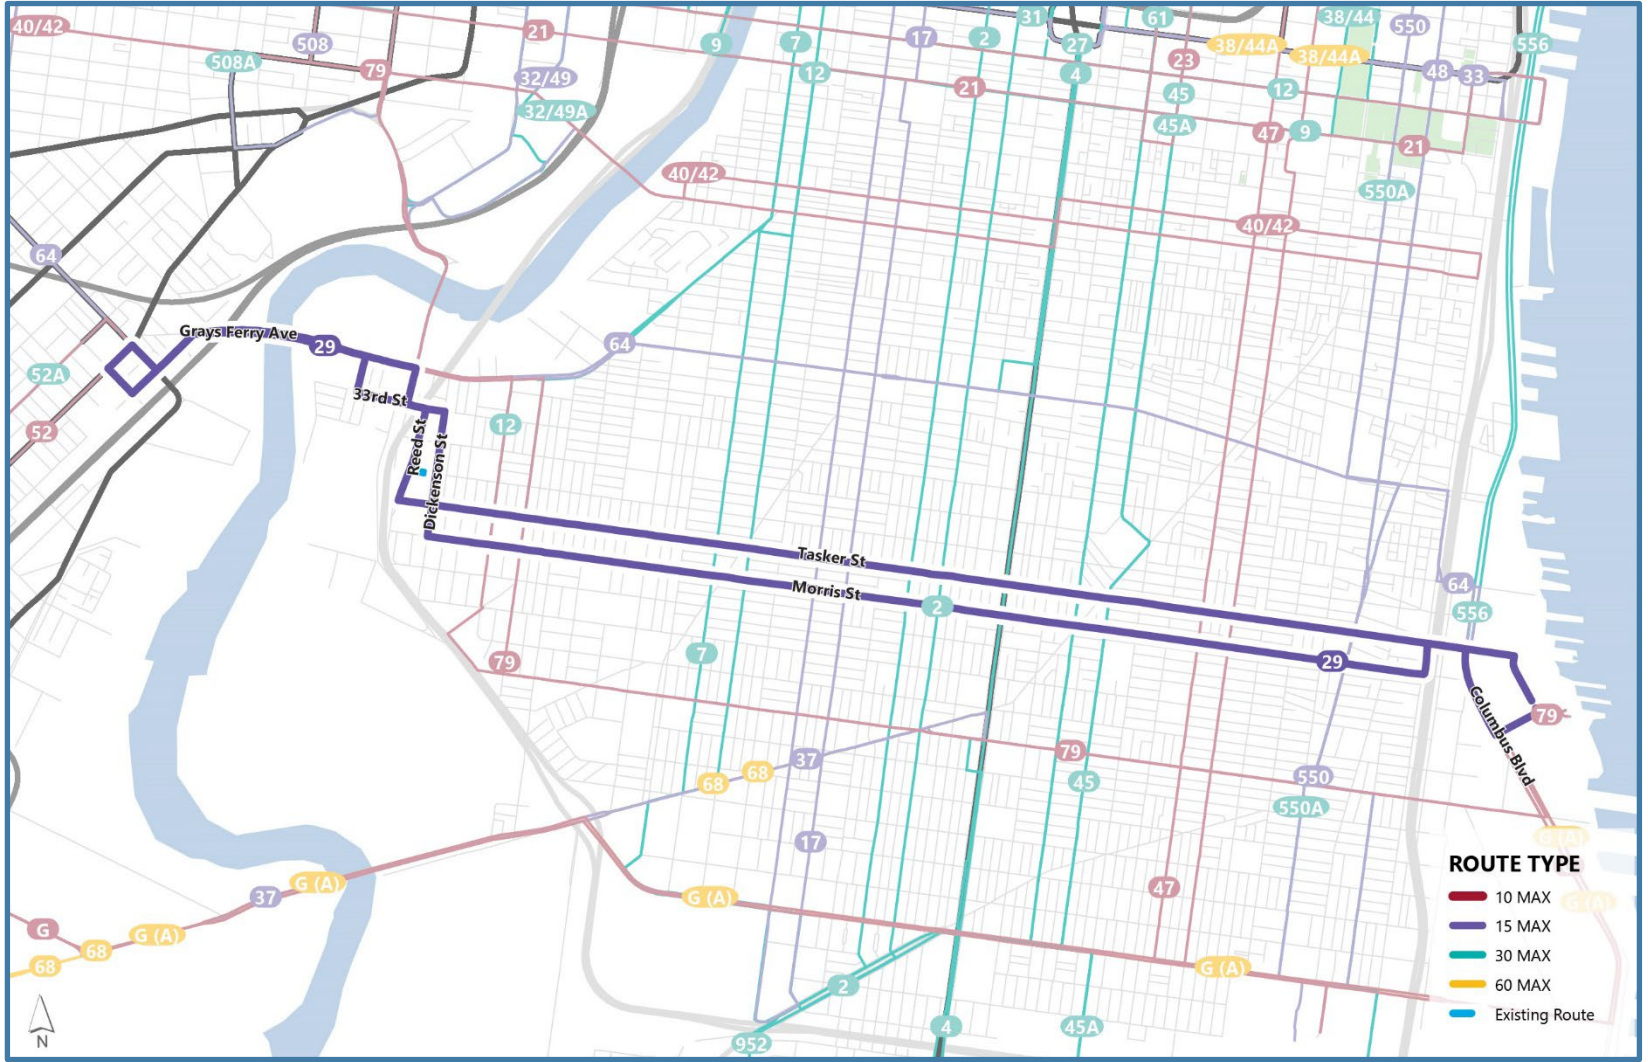 40/42
508
508A
79
21
32/49
32/49A
9
7
12
17
2
31
27
4
61
23
45
45A
38/44A
38/44A
38/44
550
48
33
556
12
47
9
21
21
550A
40/42
40/42
64
Grays Ferry Ave
29
64
52A
33rd St
52
Reed St
Dickenson St
12
Tasker St
Morris St
2
64
556
7
79
29
Columbus Blvd
79
79
37
68
68
45
550
550A
17
G (A)
47
G (A)
37
G (A)
G (A)
G
68
68
G (A)
G (A)
G (A)
2
4
45A
952
N
ROUTE TYPE
10 MAX
15 MAX
30 MAX
60 MAX
Existing Route